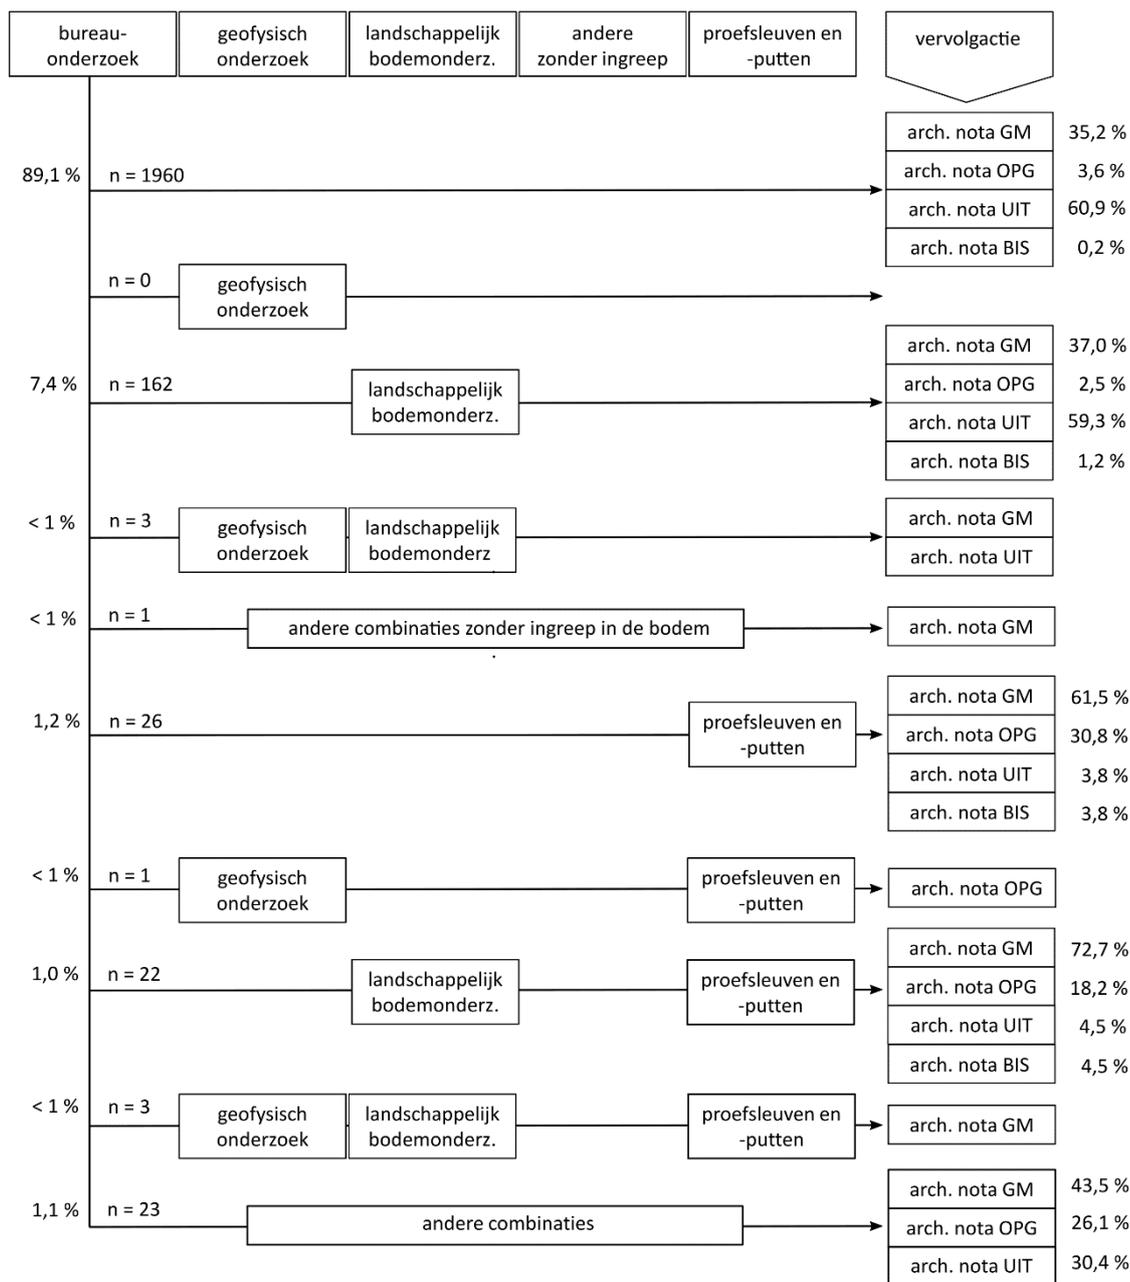 bureau-
onderzoek
geofysisch
onderzoek
landschappelijk
bodemonderz.
andere
zonder ingreep
proefsleuven en
-putten
vervolgactie
89,1 %
n = 1960
arch. nota GM
35,2 %
arch. nota OPG
3,6 %
arch. nota UIT
60,9 %
arch. nota BIS
0,2 %
n = 0
geofysisch
onderzoek
7,4 %
n = 162
landschappelijk
bodemonderz.
arch. nota GM
37,0 %
arch. nota OPG
2,5 %
arch. nota UIT
59,3 %
arch. nota BIS
1,2 %
< 1 %
n = 3
geofysisch
onderzoek
landschappelijk
bodemonderz
.
arch. nota GM
arch. nota UIT
< 1 %
n = 1
andere combinaties zonder ingreep in de bodem
.
arch. nota GM
1,2 %
n = 26
proefsleuven en
-putten
arch. nota GM
61,5 %
arch. nota OPG
30,8 %
arch. nota UIT
3,8 %
arch. nota BIS
3,8 %
< 1 %
n = 1
geofysisch
onderzoek
proefsleuven en
-putten
arch. nota OPG
1,0 %
n = 22
landschappelijk
bodemonderz.
proefsleuven en
-putten
arch. nota GM
72,7 %
arch. nota OPG
18,2 %
arch. nota UIT
4,5 %
arch. nota BIS
4,5 %
< 1 %
n = 3
geofysisch
onderzoek
landschappelijk
bodemonderz.
proefsleuven en
-putten
arch. nota GM
1,1 %
n = 23
andere combinaties
arch. nota GM
43,5 %
arch. nota OPG
26,1 %
arch. nota UIT
30,4 %